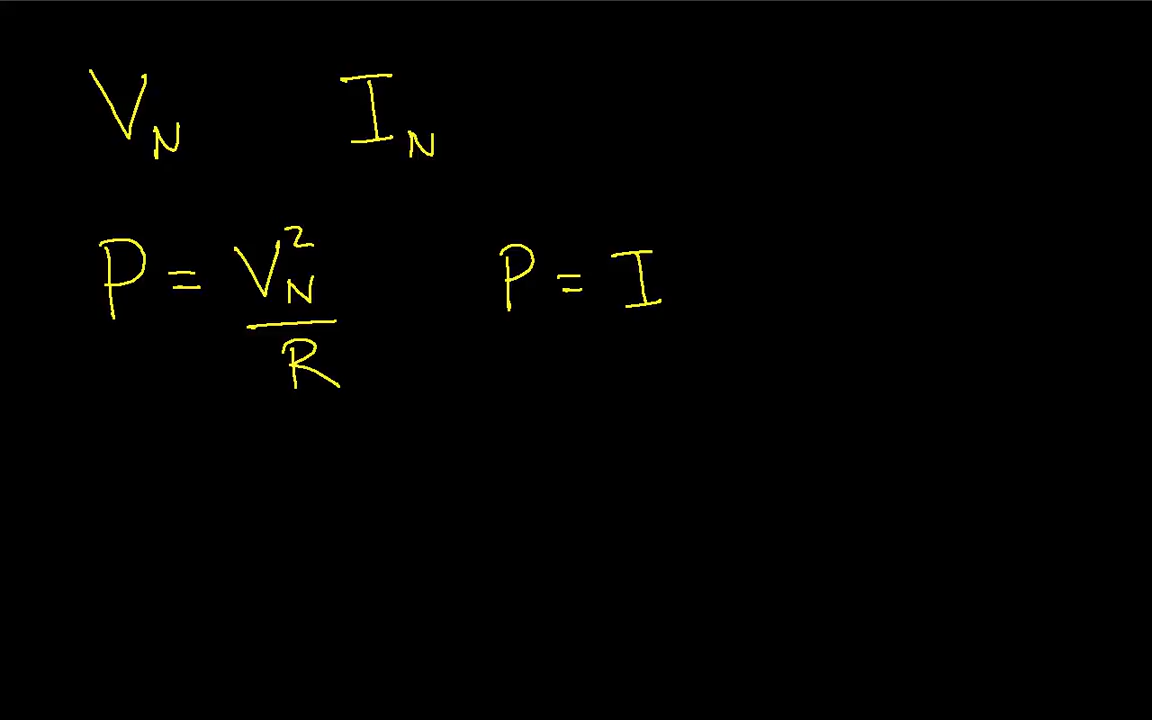 V_N I_N
P = V_N^2 / R P = I